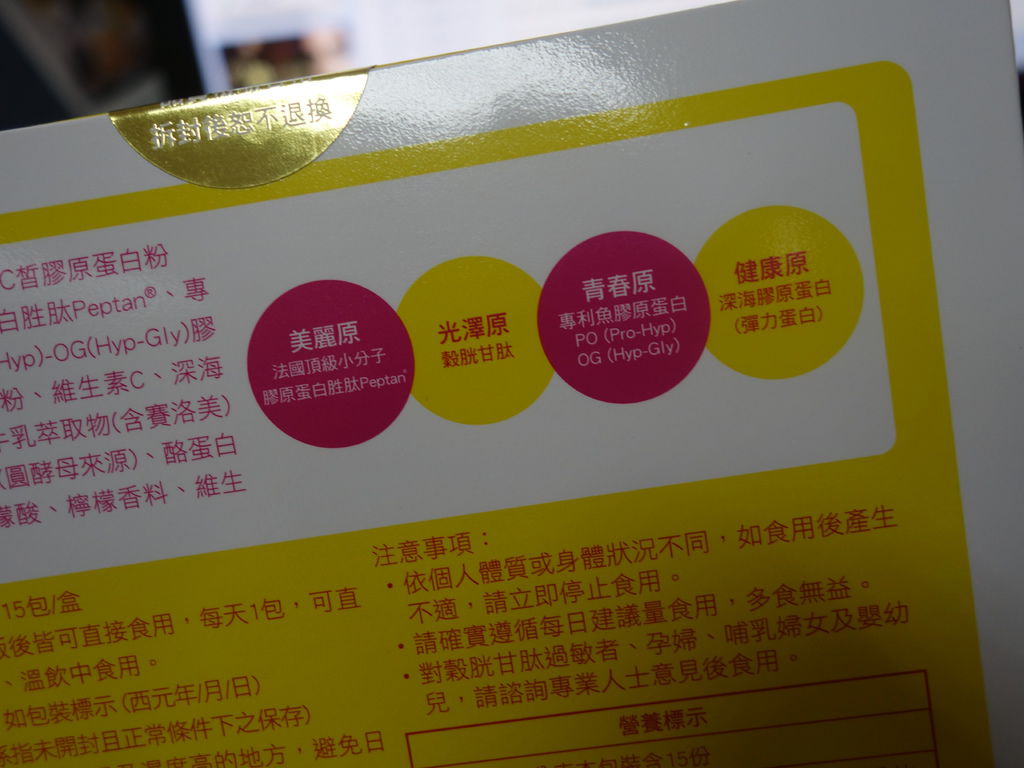 拆封後恕不退換
C皙膠原蛋白粉
白胜肽Peptan®、專
Hyp)-OG(Hyp-Gly)膠
粉、維生素C、深海
牛乳萃取物(含賽洛美)
(圓酵母來源)、酪蛋白
檬酸、檸檬香料、維生
美麗原
法國頂級小分子
膠原蛋白胜肽Peptan®
光澤原
穀胱甘肽
青春原
專利魚膠原蛋白
PO (Pro-Hyp)
OG (Hyp-Gly)
健康原
深海膠原蛋白
(彈力蛋白)
15包/盒
飯後皆可直接食用,每天1包,可直
、溫飲中食用。
如包裝標示(西元年/月/日)
係指未開封且正常條件下之保存)
溫度高的地方,避免日
注意事項:
•依個人體質或身體狀況不同,如食用後產生
不適,請立即停止食用。
•請確實遵循每日建議量食用,多食無益。
•對穀胱甘肽過敏者、孕婦、哺乳婦女及嬰幼
兒,請諮詢專業人士意見後食用。
營養標示
本包裝含15份